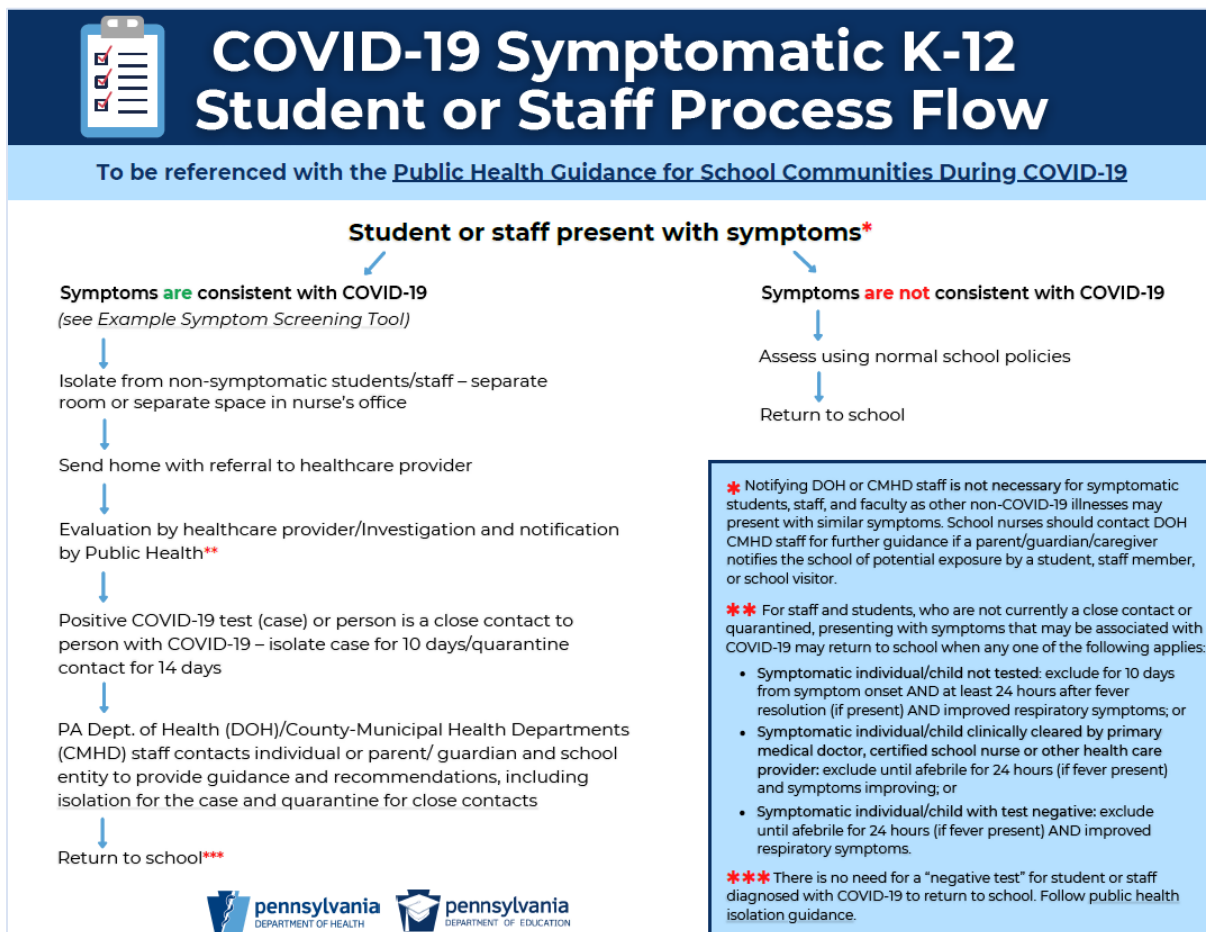 COVID-19 Symptomatic K-12
Student or Staff Process Flow
To be referenced with the Public Health Guidance for School Communities During COVID-19
Student or staff present with symptoms*
Symptoms are consistent with COVID-19
(see Example Symptom Screening Tool)
Isolate from non-symptomatic students/staff – separate
room or separate space in nurse's office
Send home with referral to healthcare provider
Evaluation by healthcare provider/Investigation and notification
by Public Health**
Positive COVID-19 test (case) or person is a close contact to
person with COVID-19 – isolate case for 10 days/quarantine
contact for 14 days
PA Dept. of Health (DOH)/County-Municipal Health Departments
(CMHD) staff contacts individual or parent/ guardian and school
entity to provide guidance and recommendations, including
isolation for the case and quarantine for close contacts
Return to school***
Symptoms are not consistent with COVID-19
Assess using normal school policies
Return to school
* Notifying DOH or CMHD staff is not necessary for symptomatic
students, staff, and faculty as other non-COVID-19 illnesses may
present with similar symptoms. School nurses should contact DOH
CMHD staff for further guidance if a parent/guardian/caregiver
notifies the school of potential exposure by a student, staff member,
or school visitor.
** For staff and students, who are not currently a close contact or
quarantined, presenting with symptoms that may be associated with
COVID-19 may return to school when any one of the following applies:
• Symptomatic individual/child not tested: exclude for 10 days
from symptom onset AND at least 24 hours after fever
resolution (if present) AND improved respiratory symptoms; or
• Symptomatic individual/child clinically cleared by primary
medical doctor, certified school nurse or other health care
provider: exclude until afebrile for 24 hours (if fever present)
and symptoms improving; or
• Symptomatic individual/child with test negative: exclude
until afebrile for 24 hours (if fever present) AND improved
respiratory symptoms.
*** There is no need for a "negative test" for student or staff
diagnosed with COVID-19 to return to school. Follow public health
isolation guidance.
pennsylvania
DEPARTMENT OF HEALTH
pennsylvania
DEPARTMENT OF EDUCATION